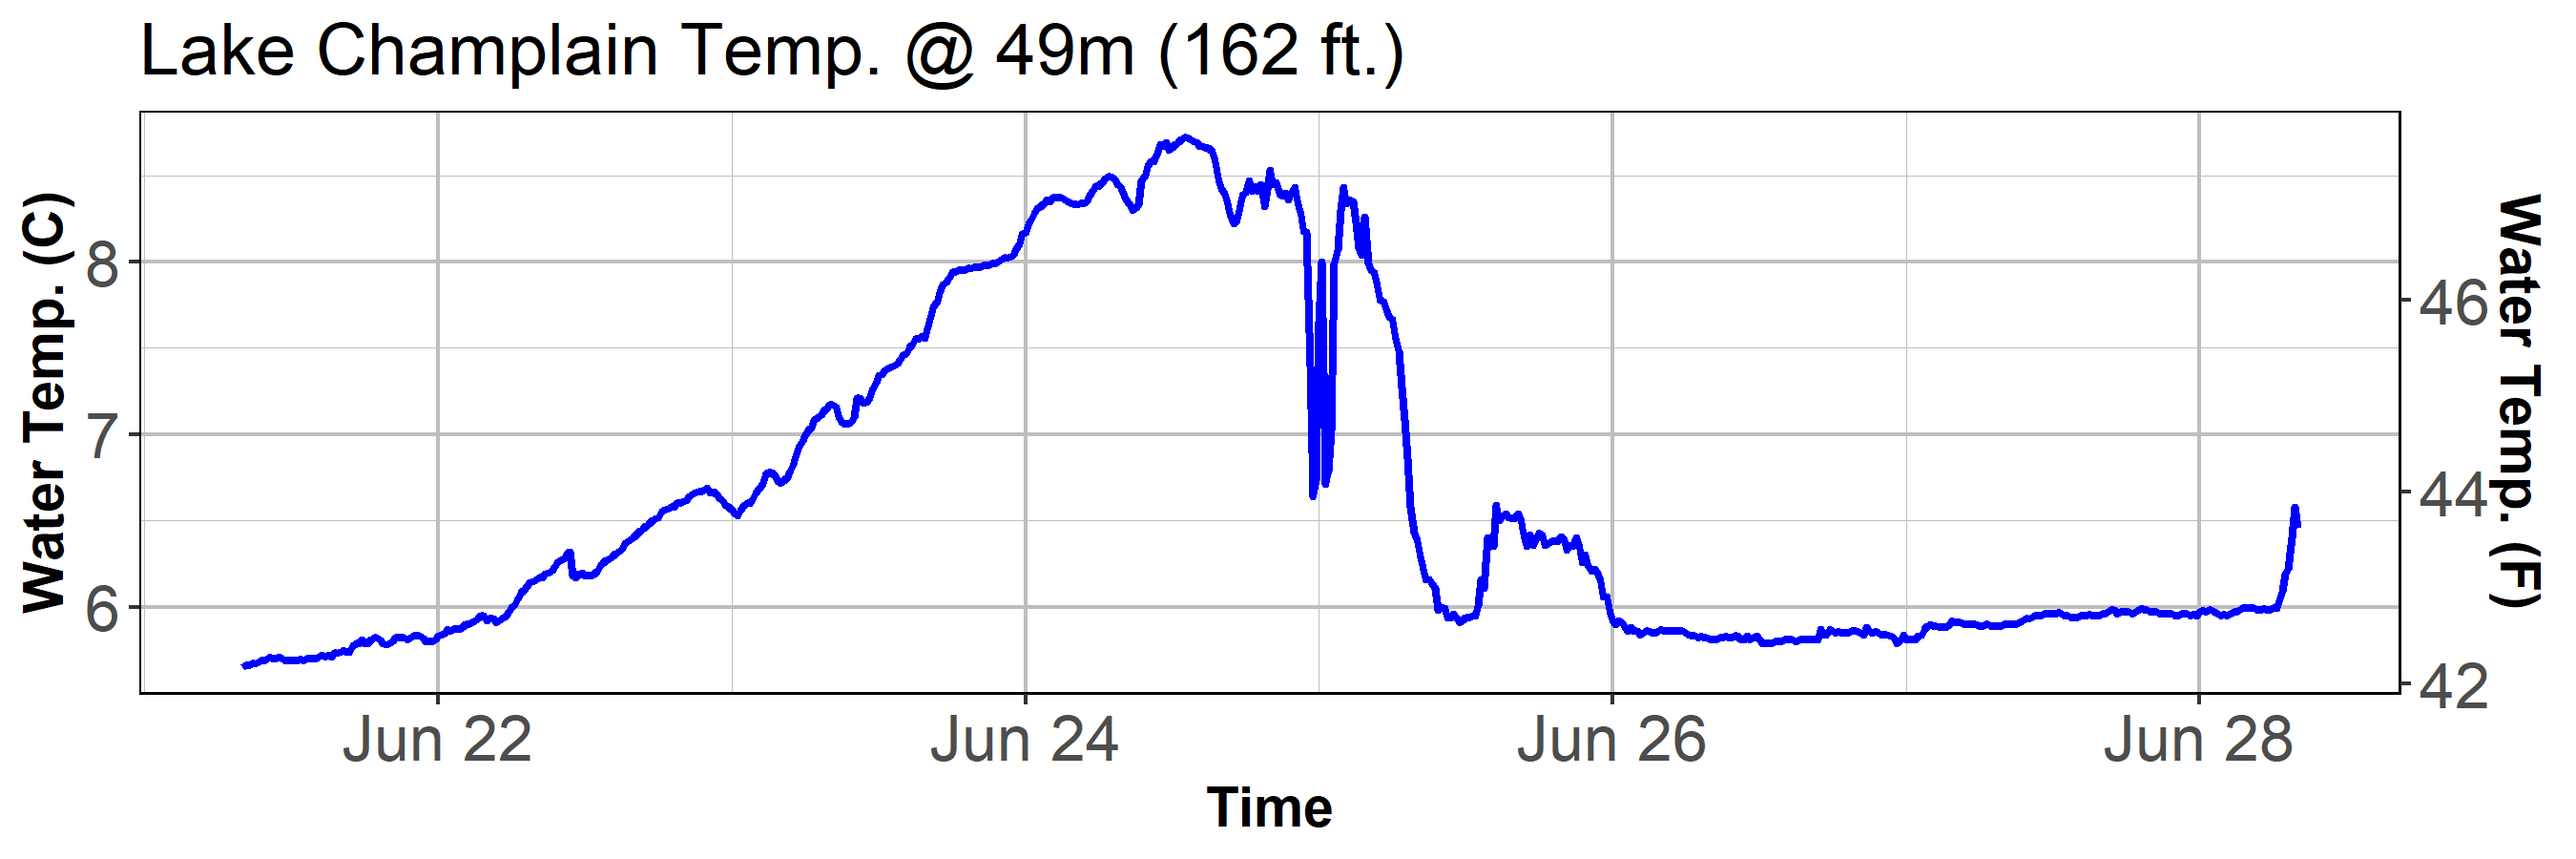 Lake Champlain Temp. @ 49m (162 ft.)
Water Temp. (C)
8
7
6
46
44
42
Water Temp. (F)
Jun 22
Jun 24
Jun 26
Jun 28
Time